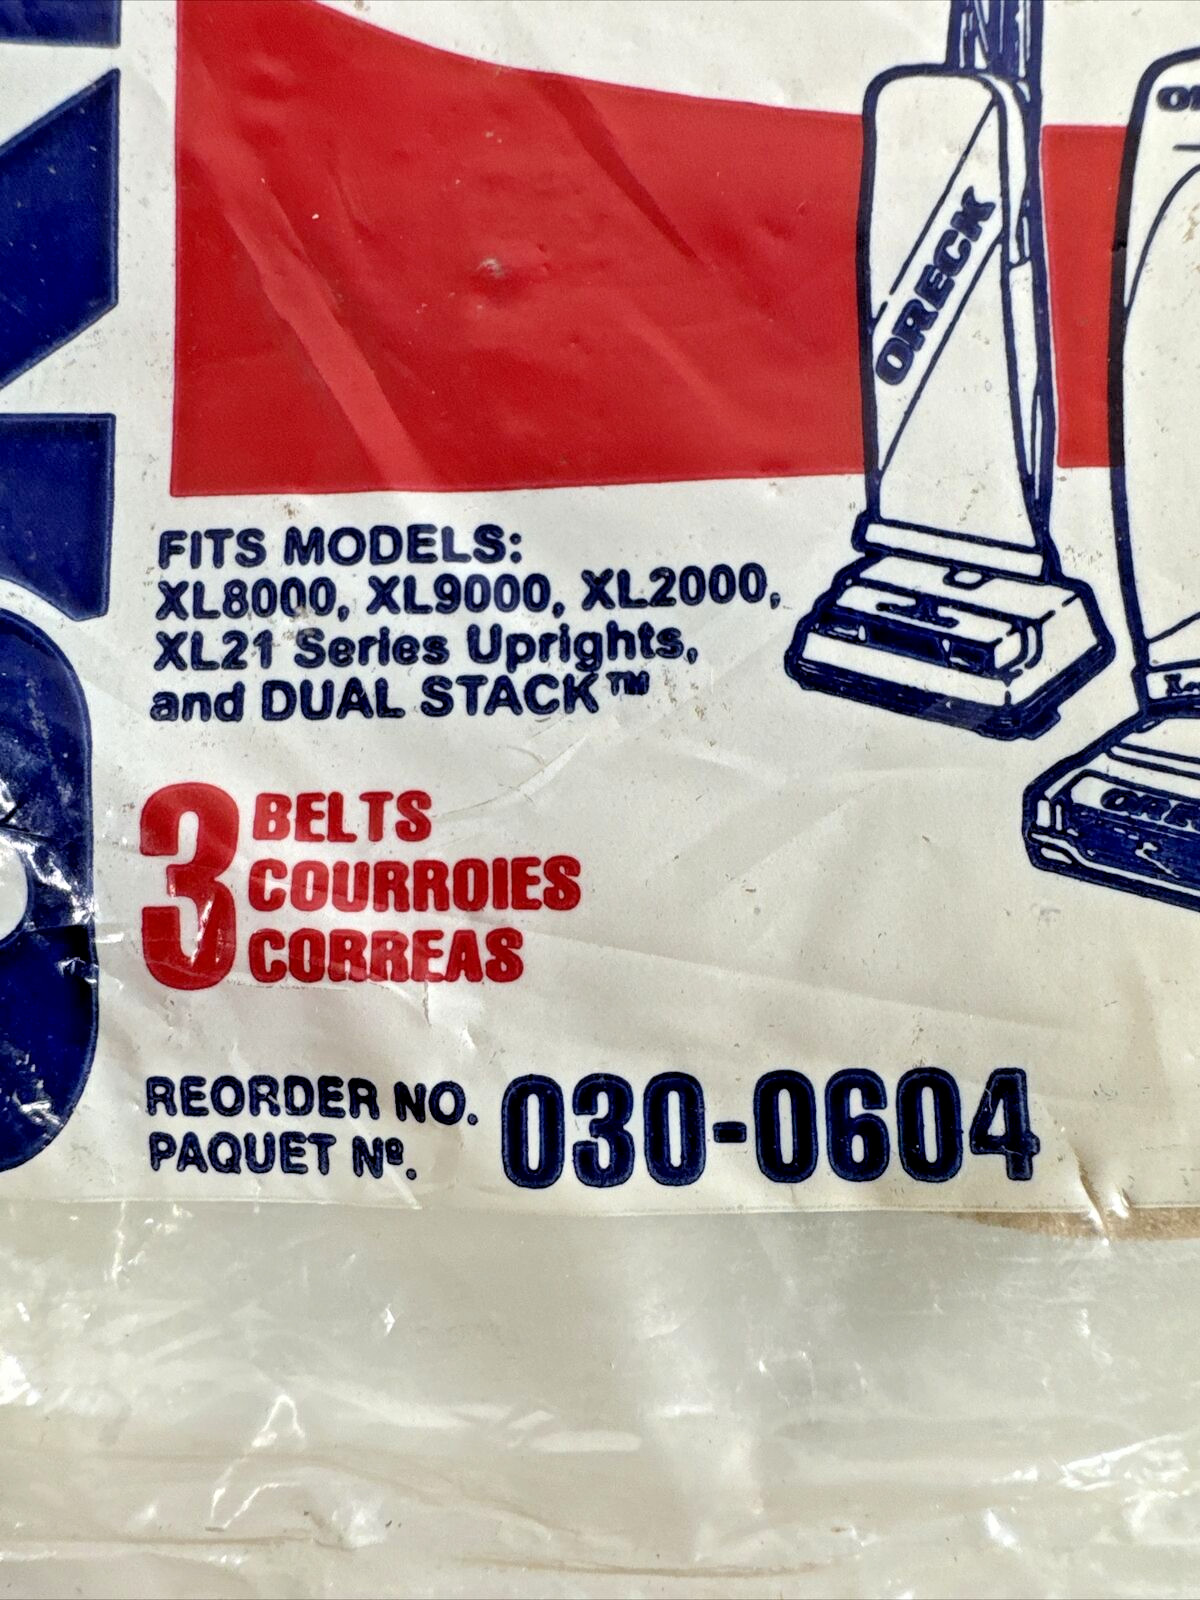 ORECK
FITS MODELS:
XL8000, XL9000, XL2000,
XL21 Series Uprights,
and DUAL STACK™
3 BELTS
COURROIES
CORREAS
REORDER NO. 030-0604
PAQUET Nº.